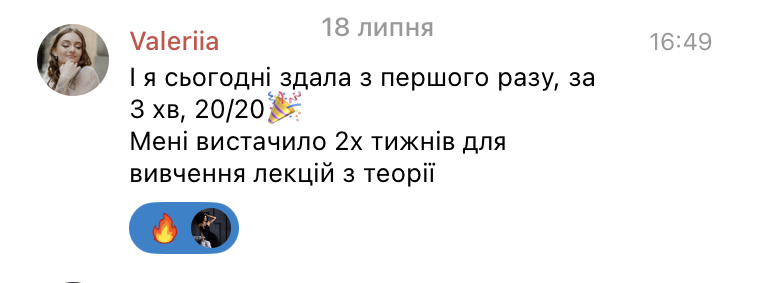 18 липня
Valeriia 16:49
І я сьогодні здала з першого разу, за
3 хв, 20/20🎉
Мені вистачило 2х тижнів для
вивчення лекцій з теорії
🔥